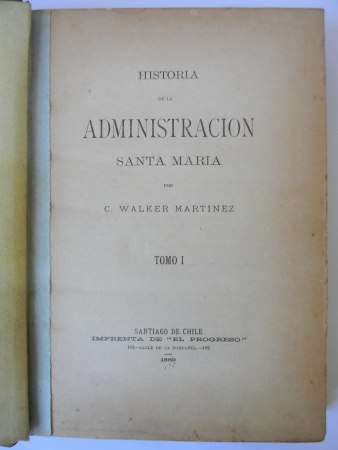 HISTORIA
DE LA
ADMINISTRACION
SANTA MARIA
POR
C. WALKER MARTINEZ
TOMO I
SANTIAGO DE CHILE
IMPRENTA DE "EL PROGRESO"
CALLE DE LA COMPAÑIA